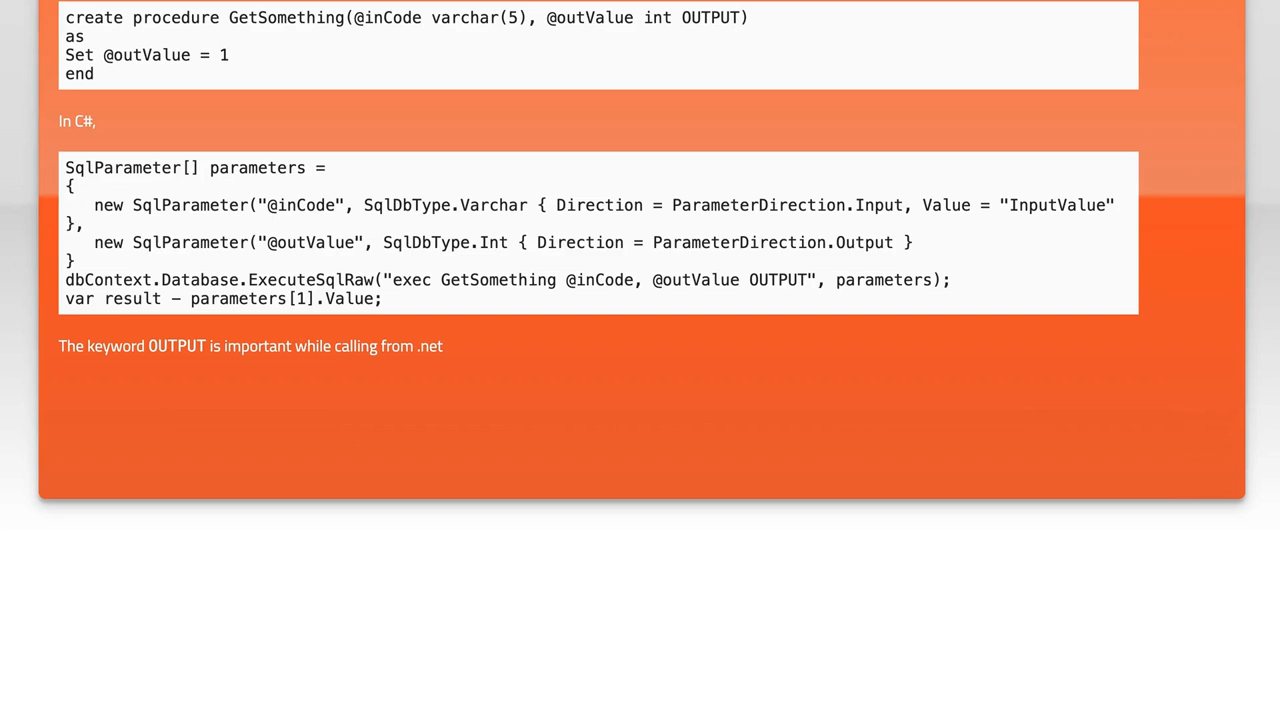 create procedure GetSomething(@inCode varchar(5), @outValue int OUTPUT)
as
Set @outValue = 1
end
In C#,
SqlParameter[] parameters =
{
   new SqlParameter("@inCode", SqlDbType.Varchar { Direction = ParameterDirection.Input, Value = "InputValue"
},
   new SqlParameter("@outValue", SqlDbType.Int { Direction = ParameterDirection.Output }
}
dbContext.Database.ExecuteSqlRaw("exec GetSomething @inCode, @outValue OUTPUT", parameters);
var result – parameters[1].Value;
The keyword OUTPUT is important while calling from .net